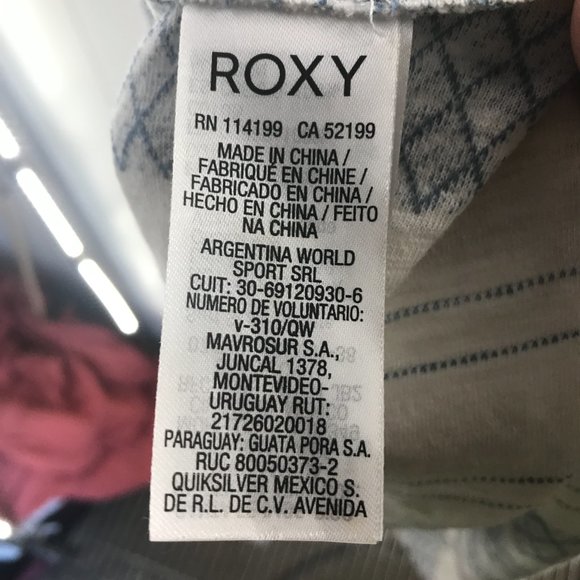 ROXY
RN 114199 CA 52199
MADE IN CHINA /
FABRIQUÉ EN CHINE /
FABRICADO EN CHINA /
HECHO EN CHINA / FEITO
NA CHINA
ARGENTINA WORLD
SPORT SRL
CUIT: 30-69120930-6
NUMERO DE VOLUNTARIO:
v-310/QW
MAVROSUR S.A.,
JUNCAL 1378,
MONTEVIDEO-
URUGUAY RUT:
21726020018
PARAGUAY: GUATA PORA S.A.
RUC 80050373-2
QUIKSILVER MEXICO S.
DE R.L. DE C.V. AVENIDA